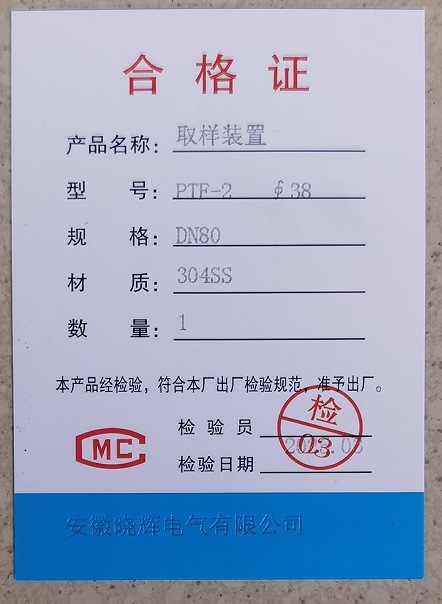 合格证
产品名称：取样装置
型　号：PTF-2　∮38
规　格：DN80
材　质：304SS
数　量：1
本产品经检验，符合本厂出厂检验规范，准予出厂。
检验员
检
03
MC
检验日期
安徽晓辉电气有限公司